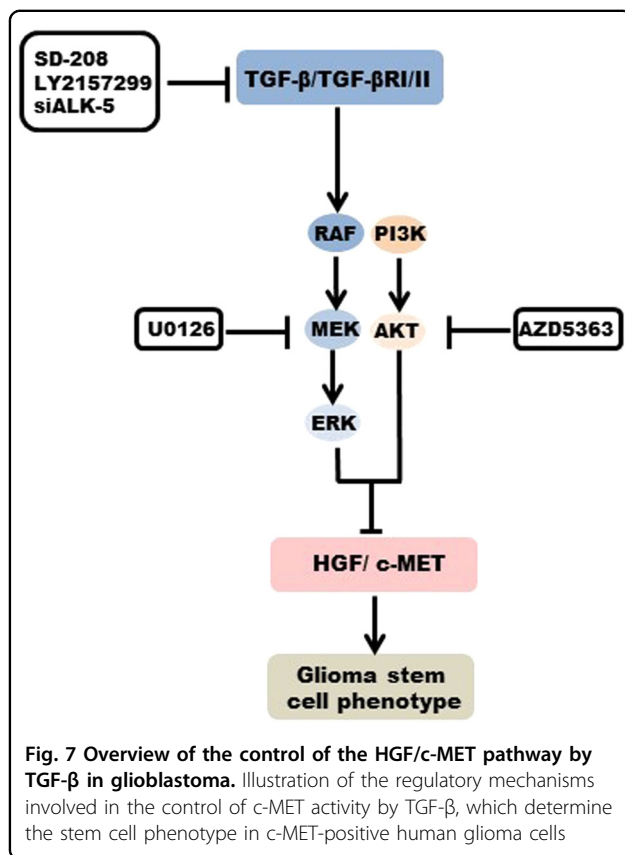 SD-208
LY2157299
siALK-5
TGF-β/TGF-βRI/II
RAF
PI3K
U0126
MEK
AKT
AZD5363
ERK
HGF/ c-MET
Glioma stem
cell phenotype
Fig. 7 Overview of the control of the HGF/c-MET pathway by
TGF-β in glioblastoma. Illustration of the regulatory mechanisms
involved in the control of c-MET activity by TGF-β, which determine
the stem cell phenotype in c-MET-positive human glioma cells